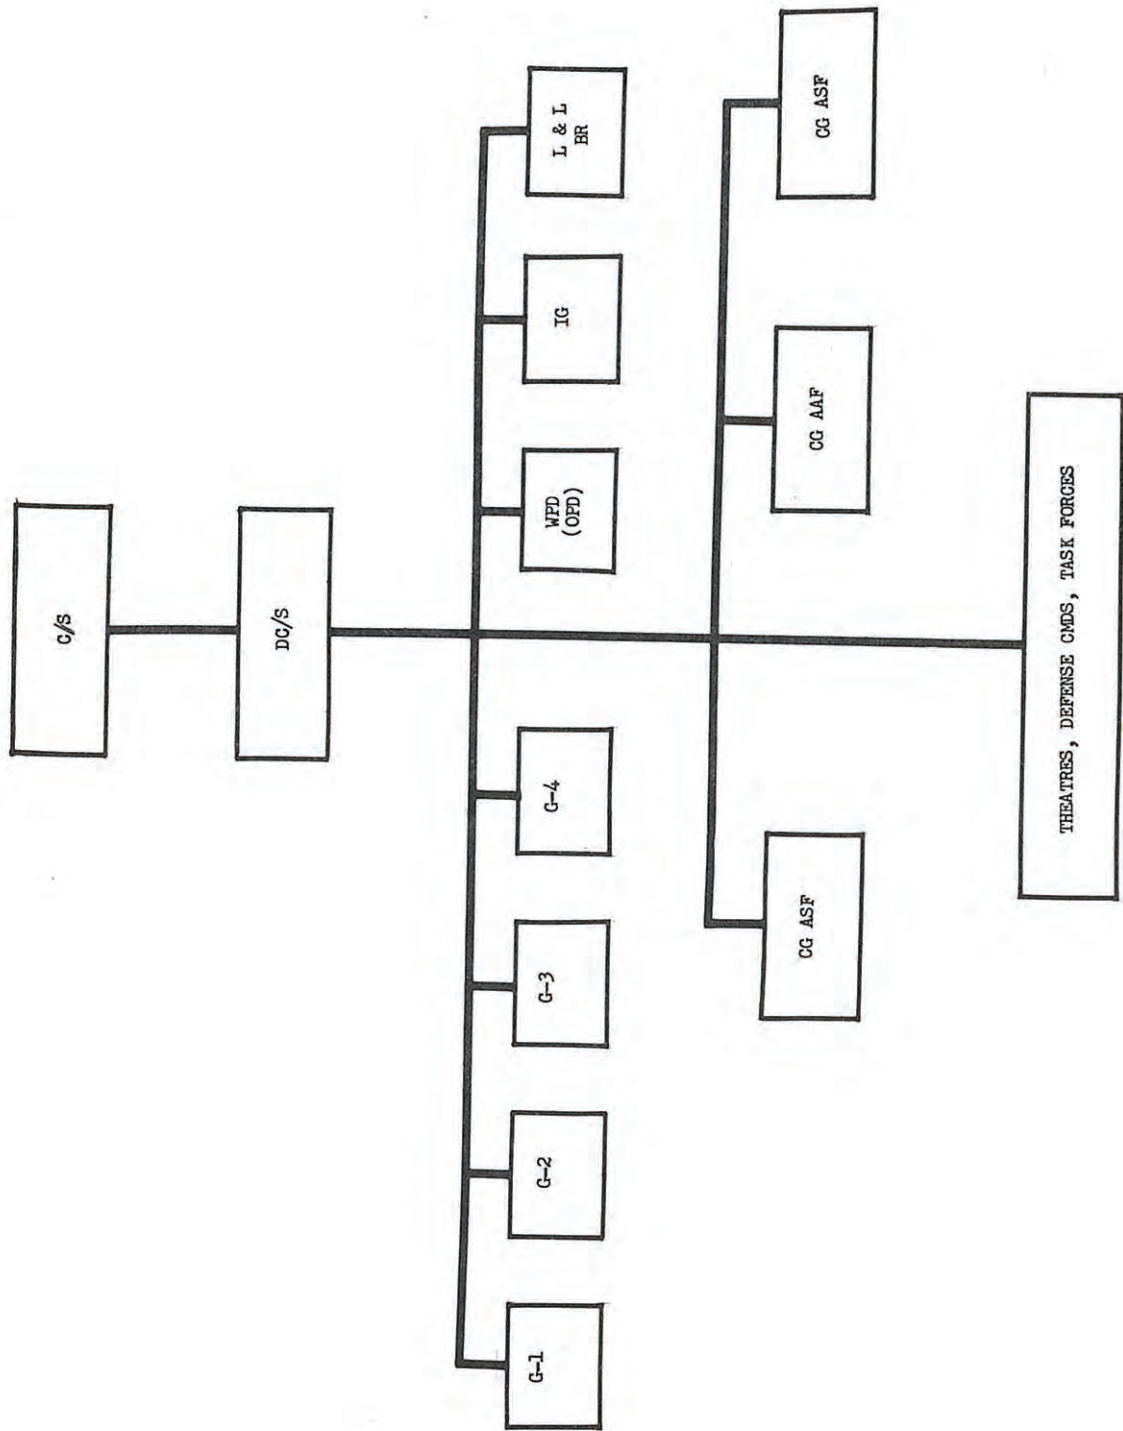 C/S
DC/S
G-1
G-2
G-3
G-4
WPD
(OPD)
IG
L & L
BR
CG ASF
CG AAF
CG ASF
THEATRES, DEFENSE CMDS, TASK FORCES